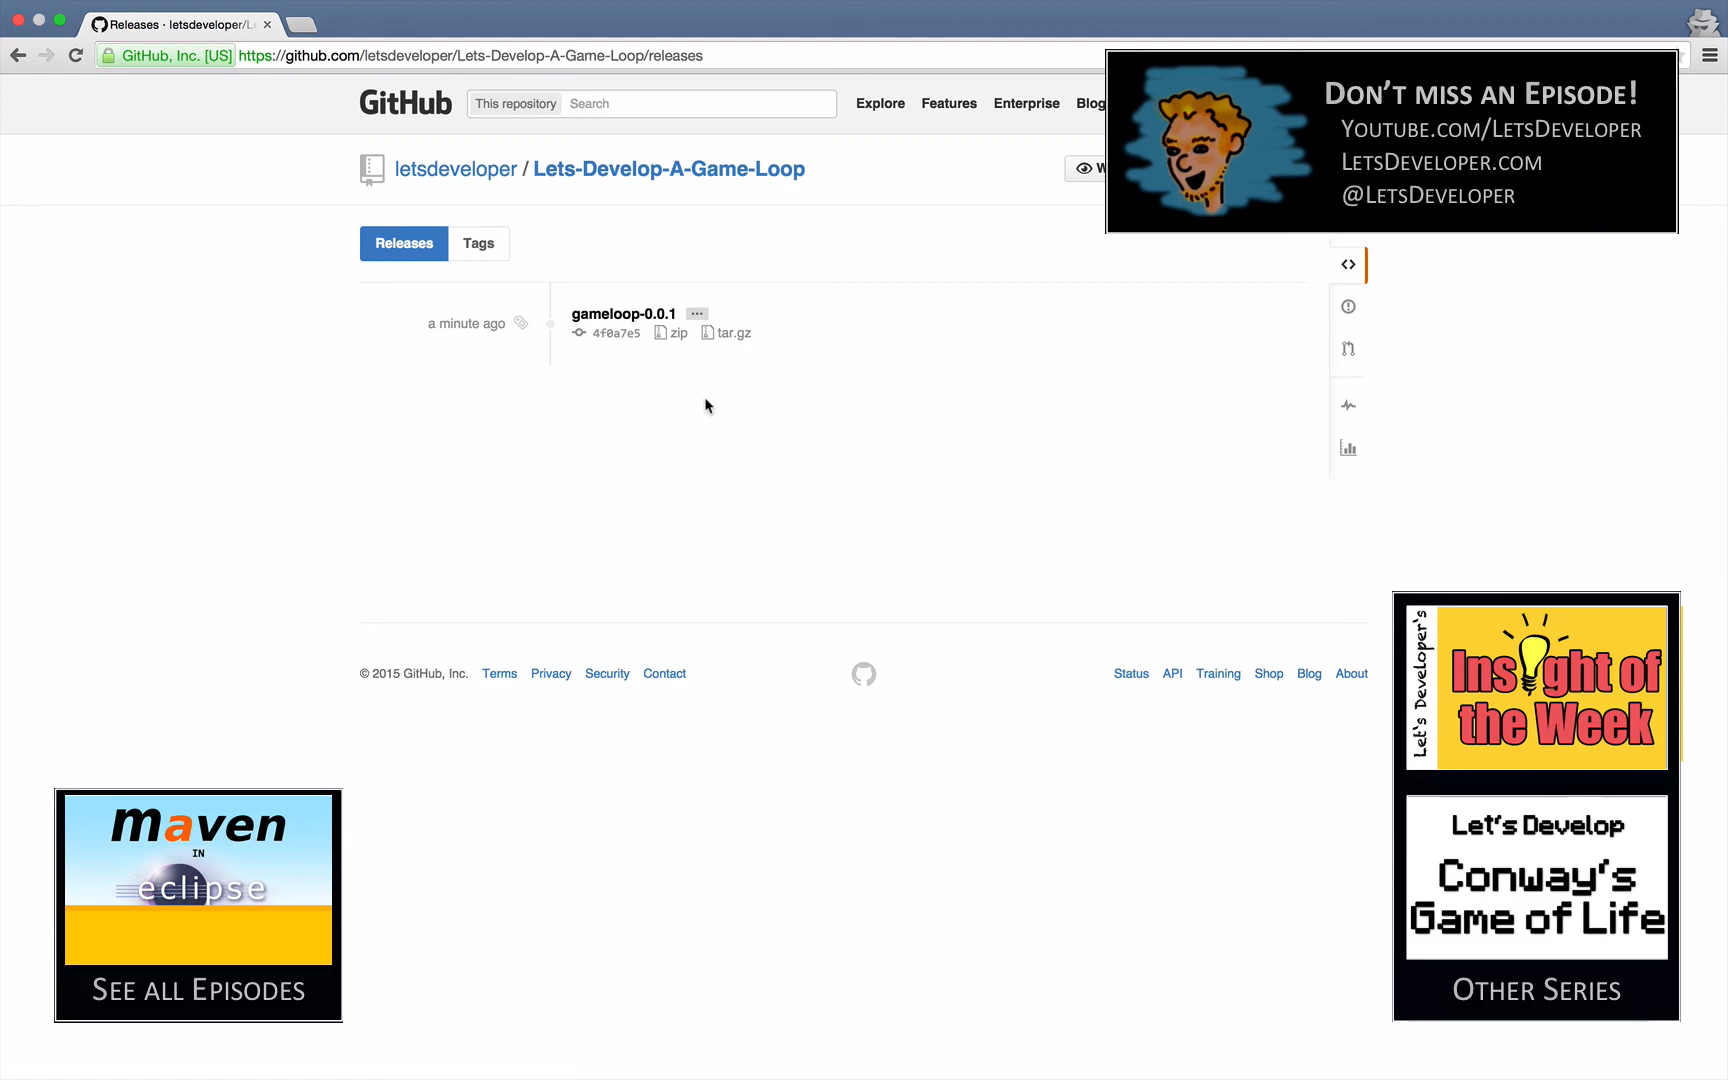 Releases · letsdeveloper/L
GitHub, Inc. [US] https://github.com/letsdeveloper/Lets-Develop-A-Game-Loop/releases
GitHub This repository Search Explore Features Enterprise Blog
DON'T MISS AN EPISODE!
YOUTUBE.COM/LETSDEVELOPER
LETSDEVELOPER.COM
@LETSDEVELOPER
letsdeveloper / Lets-Develop-A-Game-Loop
Releases Tags
a minute ago gameloop-0.0.1
4f0a7e5 zip tar.gz
© 2015 GitHub, Inc. Terms Privacy Security Contact Status API Training Shop Blog About
Let's Developer's
Insight of
the Week
maven
IN
eclipse
SEE ALL EPISODES
Let's Develop
Conway's
Game of Life
OTHER SERIES